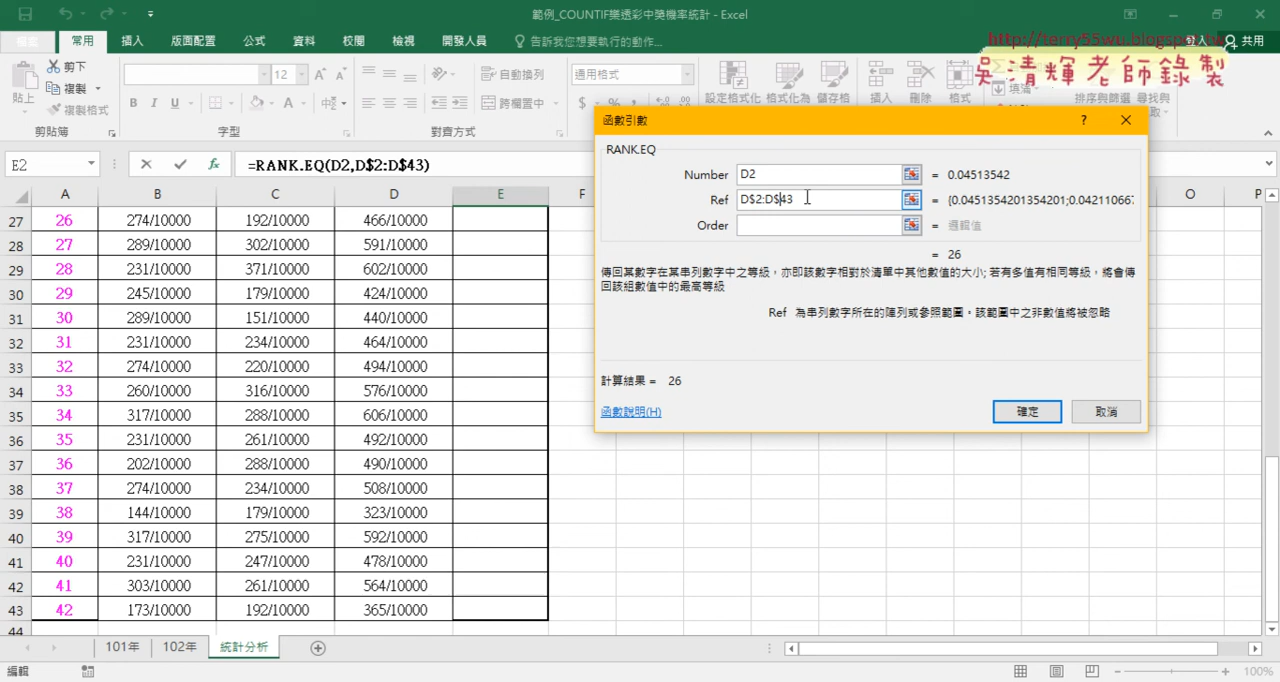 範例_COUNTIF樂透彩中獎機率統計 - Excel
常用 插入 版面配置 公式 資料 校閱 檢視 開發人員 告訴我您想要執行的動作... 登入 共用
http://terry55wu.blogspot.tw
吳清輝老師錄製
貼上 剪下 複製 複製格式 剪貼簿
12 B I U 字型
自動換列 跨欄置中 對齊方式
通用格式 設定格式化 格式化為 儲存格 插入 刪除 格式 填滿 排序與篩選 尋找與
E2 fx =RANK.EQ(D2,D$2:D$43)
A B C D E F O P
27 26 274/10000 192/10000 466/10000
28 27 289/10000 302/10000 591/10000
29 28 231/10000 371/10000 602/10000
30 29 245/10000 179/10000 424/10000
31 30 289/10000 151/10000 440/10000
32 31 231/10000 234/10000 464/10000
33 32 274/10000 220/10000 494/10000
34 33 260/10000 316/10000 576/10000
35 34 317/10000 288/10000 606/10000
36 35 231/10000 261/10000 492/10000
37 36 202/10000 288/10000 490/10000
38 37 274/10000 234/10000 508/10000
39 38 144/10000 179/10000 323/10000
40 39 317/10000 275/10000 592/10000
41 40 231/10000 247/10000 478/10000
42 41 303/10000 261/10000 564/10000
43 42 173/10000 192/10000 365/10000
44
函數引數 ?
RANK.EQ
Number D2 = 0.04513542
Ref D$2:D$43 = {0.0451354201354201;0.042110667
Order = 邏輯值
= 26
傳回某數字在某串列數字中之等級，亦即該數字相對於清單中其他數值的大小; 若有多值有相同等級，將會傳
回該組數值中的最高等級
Ref 為串列數字所在的陣列或參照範圍。該範圍中之非數值將被忽略
計算結果 = 26
函數說明(H) 確定 取消
101年 102年 統計分析
編輯 100%